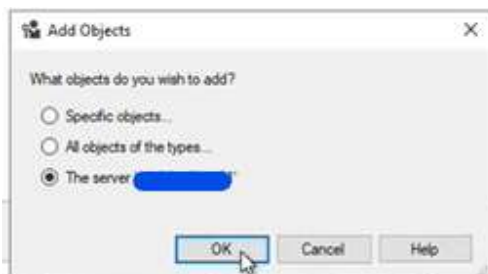 Add Objects
What objects do you wish to add?
Specific objects...
All objects of the types...
The server
OK Cancel Help